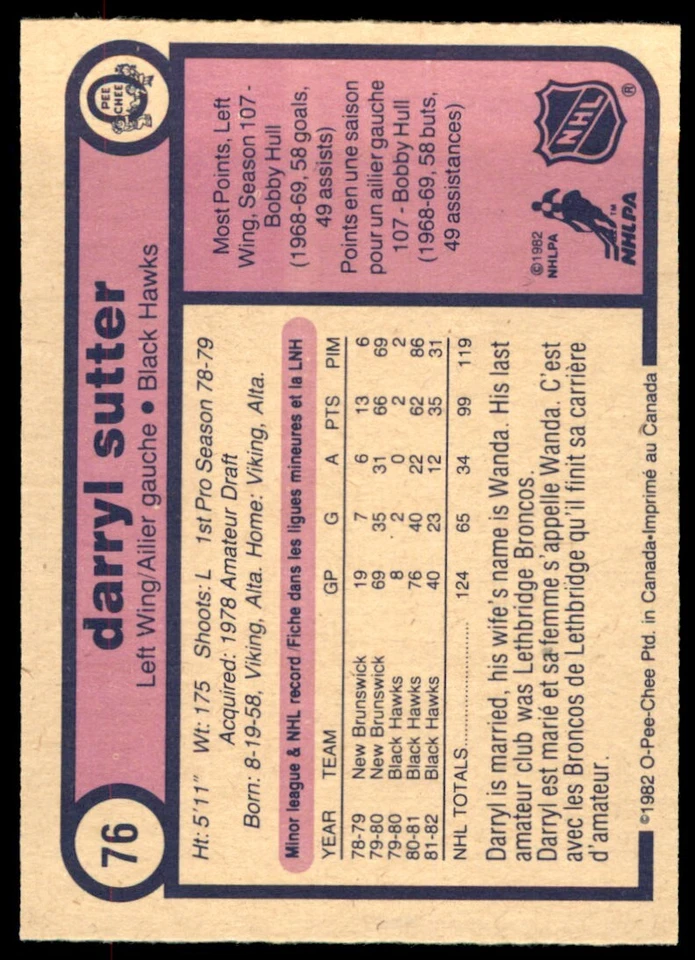 76
darryl sutter
Left Wing/Ailier gauche • Black Hawks
O
PEE
CHEE
Ht: 5'11" Wt: 175 Shoots: L 1st Pro Season 78-79
Acquired: 1978 Amateur Draft
Born: 8-19-58, Viking, Alta. Home: Viking, Alta.
Minor league & NHL record/Fiche dans les ligues mineures et la LNH
YEAR TEAM GP G A PTS PIM
78-79 New Brunswick 19 7 6 13 6
79-80 New Brunswick 69 35 31 66 69
79-80 Black Hawks 8 2 0 2 2
80-81 Black Hawks 76 40 22 62 86
81-82 Black Hawks 40 23 12 35 31
NHL TOTALS........................ 124 65 34 99 119
Darryl is married, his wife's name is Wanda. His last
amateur club was Lethbridge Broncos.
Darryl est marié et sa femme s'appelle Wanda. C'est
avec les Broncos de Lethbridge qu'il finit sa carrière
d'amateur.
Most Points, Left
Wing, Season 107 -
Bobby Hull
(1968-69, 58 goals,
49 assists)
Points en une saison
pour un ailier gauche
107 - Bobby Hull
(1968-69, 58 buts,
49 assistances)
©1982
NHLPA
™
NHLPA
NHL
®
©1982 O-Pee-Chee Ptd. in Canada•Imprimé au Canada